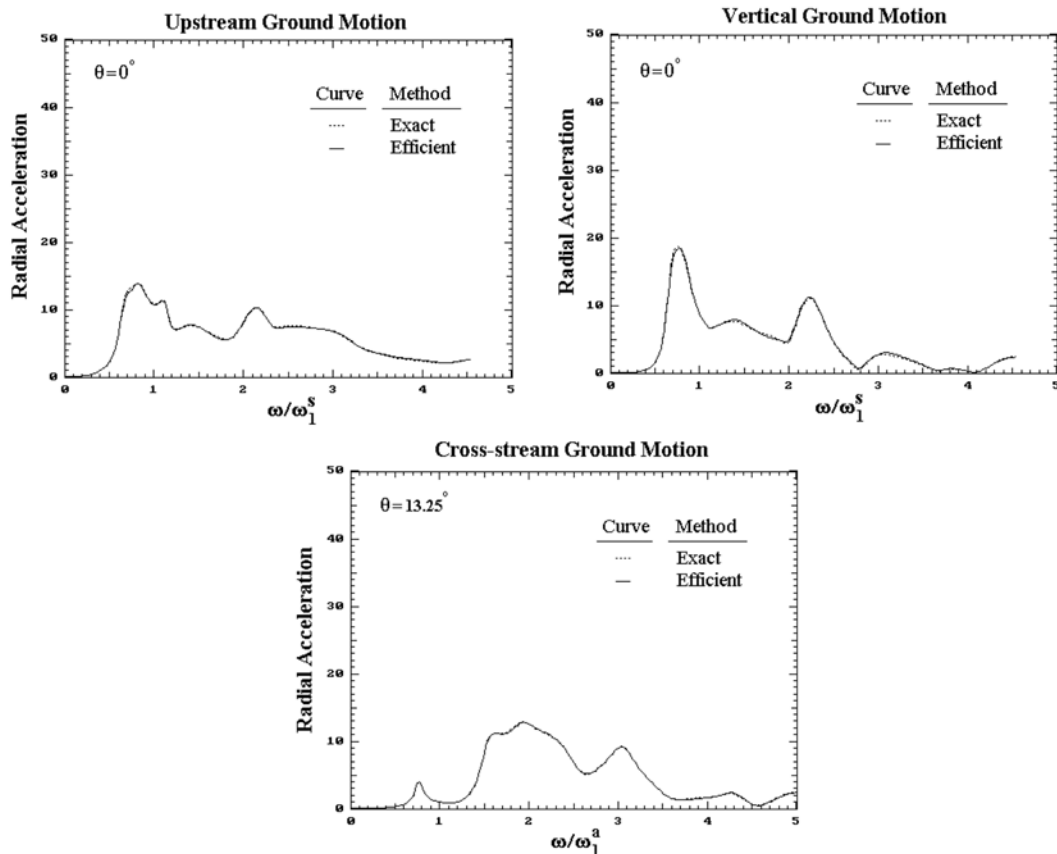 Upstream Ground Motion
θ=0°
Curve Method
Exact
Efficient
Radial Acceleration
50
40
30
20
10
0
0 1 2 3 4 5
ω/ω₁ˢ
Vertical Ground Motion
θ=0°
Curve Method
Exact
Efficient
Radial Acceleration
50
40
30
20
10
0
0 1 2 3 4 5
ω/ω₁ˢ
Cross-stream Ground Motion
θ=13.25°
Curve Method
Exact
Efficient
Radial Acceleration
50
40
30
20
10
0
0 1 2 3 4 5
ω/ω₁ᵃ